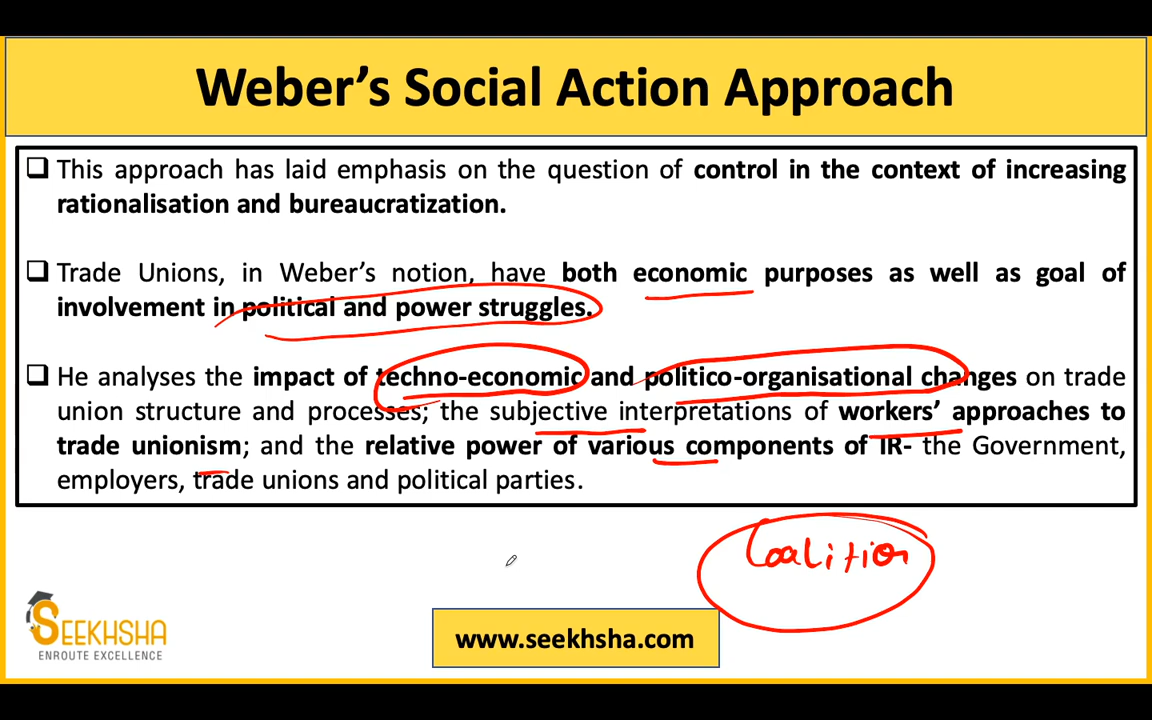 Weber’s Social Action Approach
❑ This approach has laid emphasis on the question of control in the context of increasing
rationalisation and bureaucratization.
❑ Trade Unions, in Weber’s notion, have both economic purposes as well as goal of
involvement in political and power struggles.
❑ He analyses the impact of techno-economic and politico-organisational changes on trade
union structure and processes; the subjective interpretations of workers’ approaches to
trade unionism; and the relative power of various components of IR- the Government,
employers, trade unions and political parties.
Coalition
SEEKHSHA
ENROUTE EXCELLENCE
www.seekhsha.com